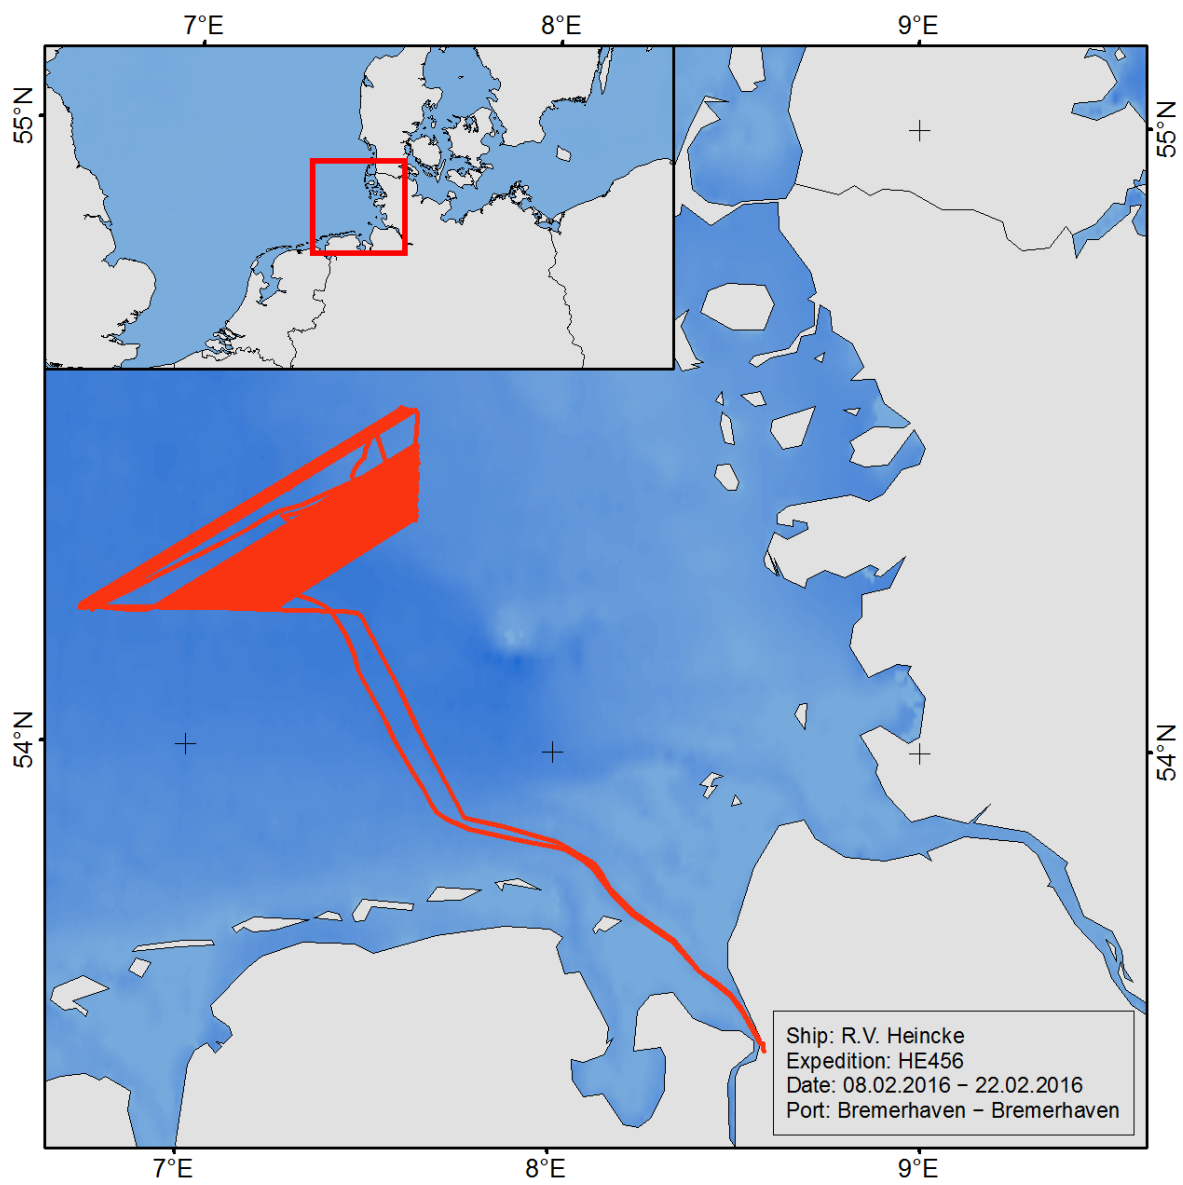 7°E 8°E 9°E
55°N 55°N
54°N 54°N
Ship: R.V. Heincke
Expedition: HE456
Date: 08.02.2016 – 22.02.2016
Port: Bremerhaven – Bremerhaven
7°E 8°E 9°E